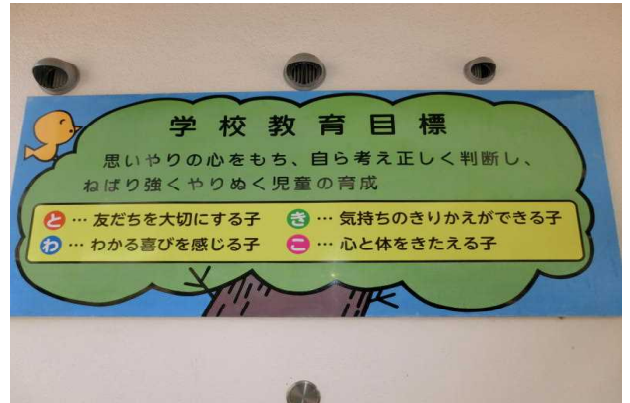 学校教育目標
思いやりの心をもち、自ら考え正しく判断し、
ねばり強くやりぬく児童の育成
と … 友だちを大切にする子
き … 気持ちのきりかえができる子
わ … わかる喜びを感じる子
こ … 心と体をきたえる子